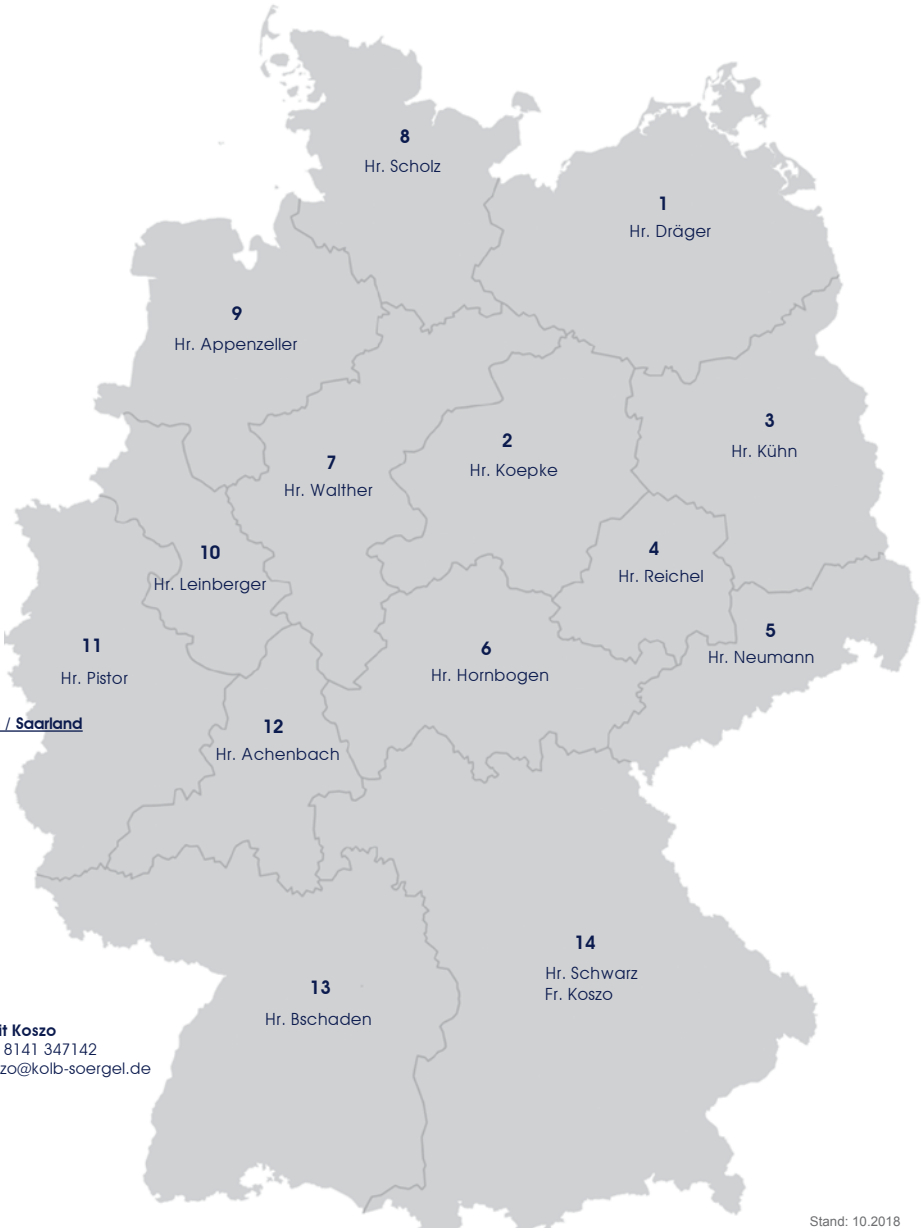 8
Hr. Scholz
1
Hr. Dräger
9
Hr. Appenzeller
3
Hr. Kühn
2
Hr. Koepke
7
Hr. Walther
4
Hr. Reichel
10
Hr. Leinberger
5
Hr. Neumann
11
Hr. Pistor
6
Hr. Hornbogen
/ Saarland
12
Hr. Achenbach
14
Hr. Schwarz
Fr. Koszo
13
Hr. Bschaden
it Koszo
8141 347142
zo@kolb-soergel.de
Stand: 10.2018